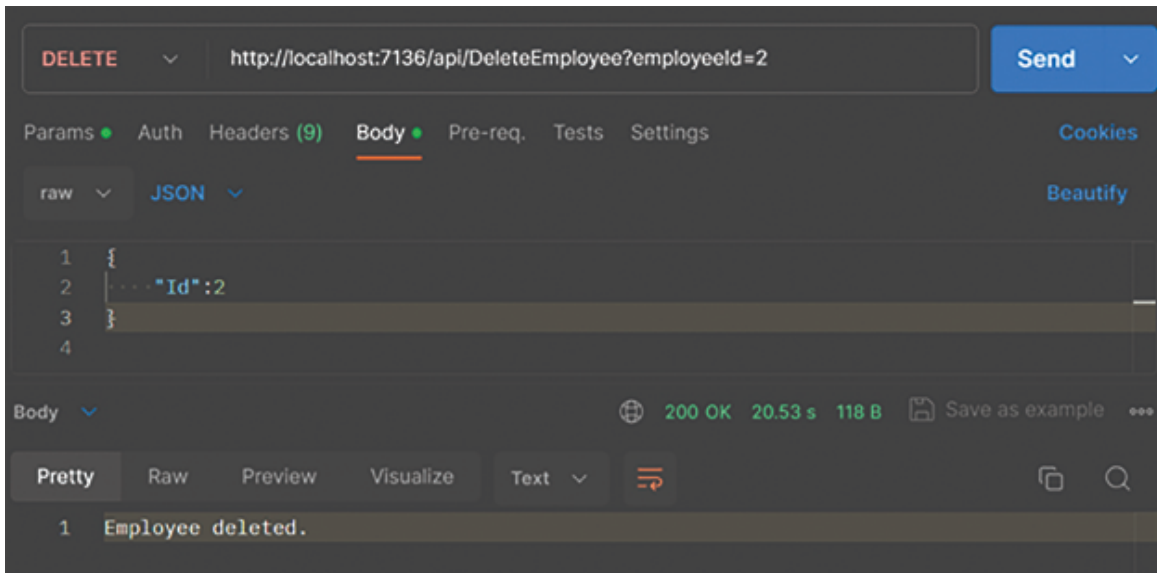 DELETE http://localhost:7136/api/DeleteEmployee?employeeId=2 Send
Params Auth Headers (9) Body Pre-req. Tests Settings Cookies
raw JSON Beautify
1 {
2 ····"Id":2
3 }
4
Body 200 OK 20.53 s 118 B Save as example
Pretty Raw Preview Visualize Text
1 Employee deleted.